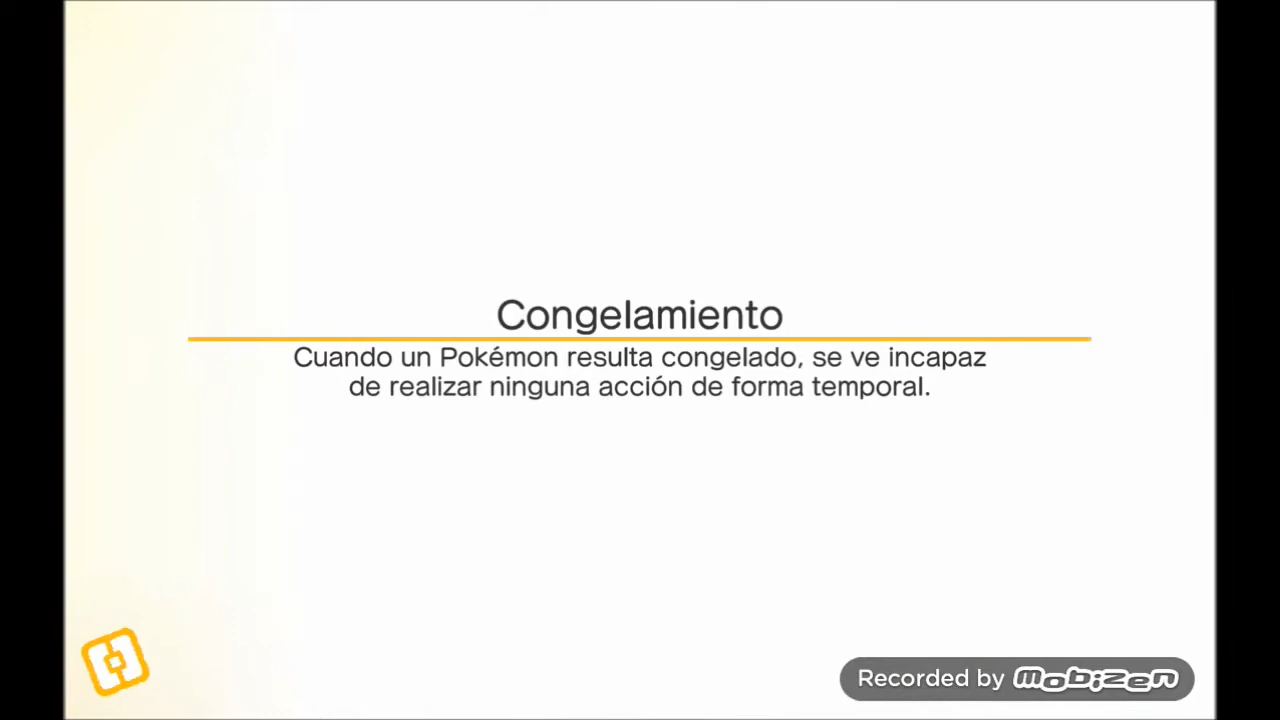 Congelamiento
Cuando un Pokémon resulta congelado, se ve incapaz
de realizar ninguna acción de forma temporal.
Recorded by mobizen